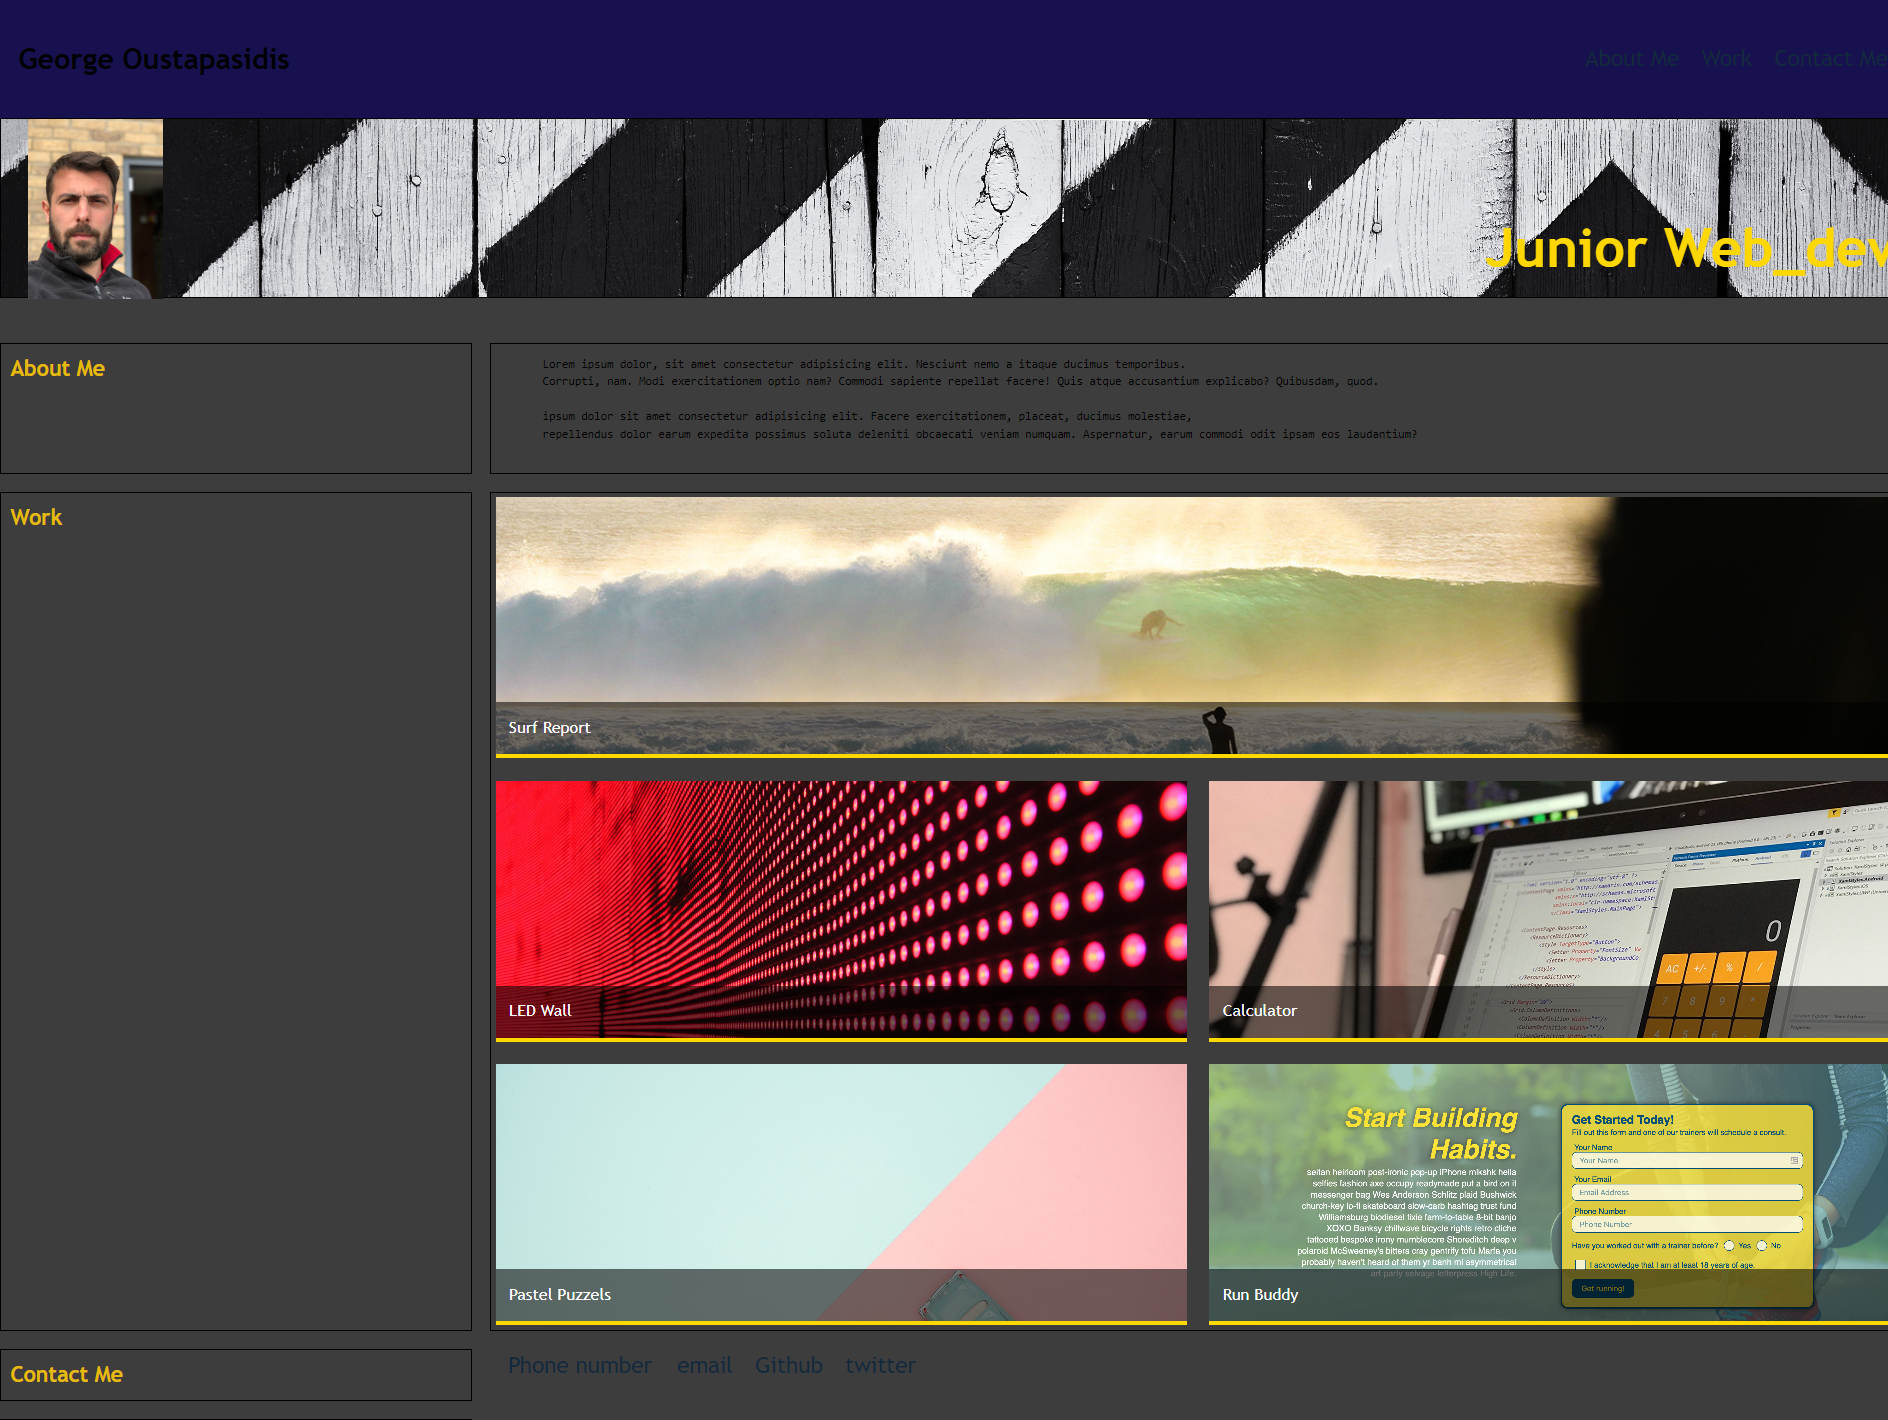 George Oustapasidis
About Me Work Contact Me
Junior Web_dev
About Me
Lorem ipsum dolor, sit amet consectetur adipisicing elit. Nesciunt nemo a itaque ducimus temporibus.
Corrupti, nam. Modi exercitationem optio nam? Commodi sapiente repellat facere! Quis atque accusantium explicabo? Quibusdam, quod.
ipsum dolor sit amet consectetur adipisicing elit. Facere exercitationem, placeat, ducimus molestiae,
repellendus dolor earum expedita possimus soluta deleniti obcaecati veniam numquam. Aspernatur, earum commodi odit ipsam eos laudantium?
Work
Surf Report
LED Wall
0
AC +/- % /
7 8 9 *
4 5 6
Calculator
Pastel Puzzels
Start Building
Habits.
seitan heirloom post-ironic pop-up iPhone mlkshk hella
selfies fashion axe occupy readymade put a bird on it
messenger bag Wes Anderson Schlitz plaid Bushwick
church-key lo-fi skateboard slow-carb hashtag trust fund
Williamsburg biodiesel fixie farm-to-table 8-bit banjo
XOXO Banksy chillwave bicycle rights retro cliche
tattooed bespoke irony mumblecore Shoreditch deep v
polaroid McSweeney's bitters cray gentrify tofu Marfa you
probably haven't heard of them yr banh mi asymmetrical
art party selvage letterpress High Life.
Get Started Today!
Fill out this form and one of our trainers will schedule a consult.
Your Name
Your Name
Your Email
Email Address
Phone Number
Phone Number
Have you worked out with a trainer before? Yes No
I acknowledge that I am at least 18 years of age.
Get running!
Run Buddy
Contact Me
Phone number email Github twitter